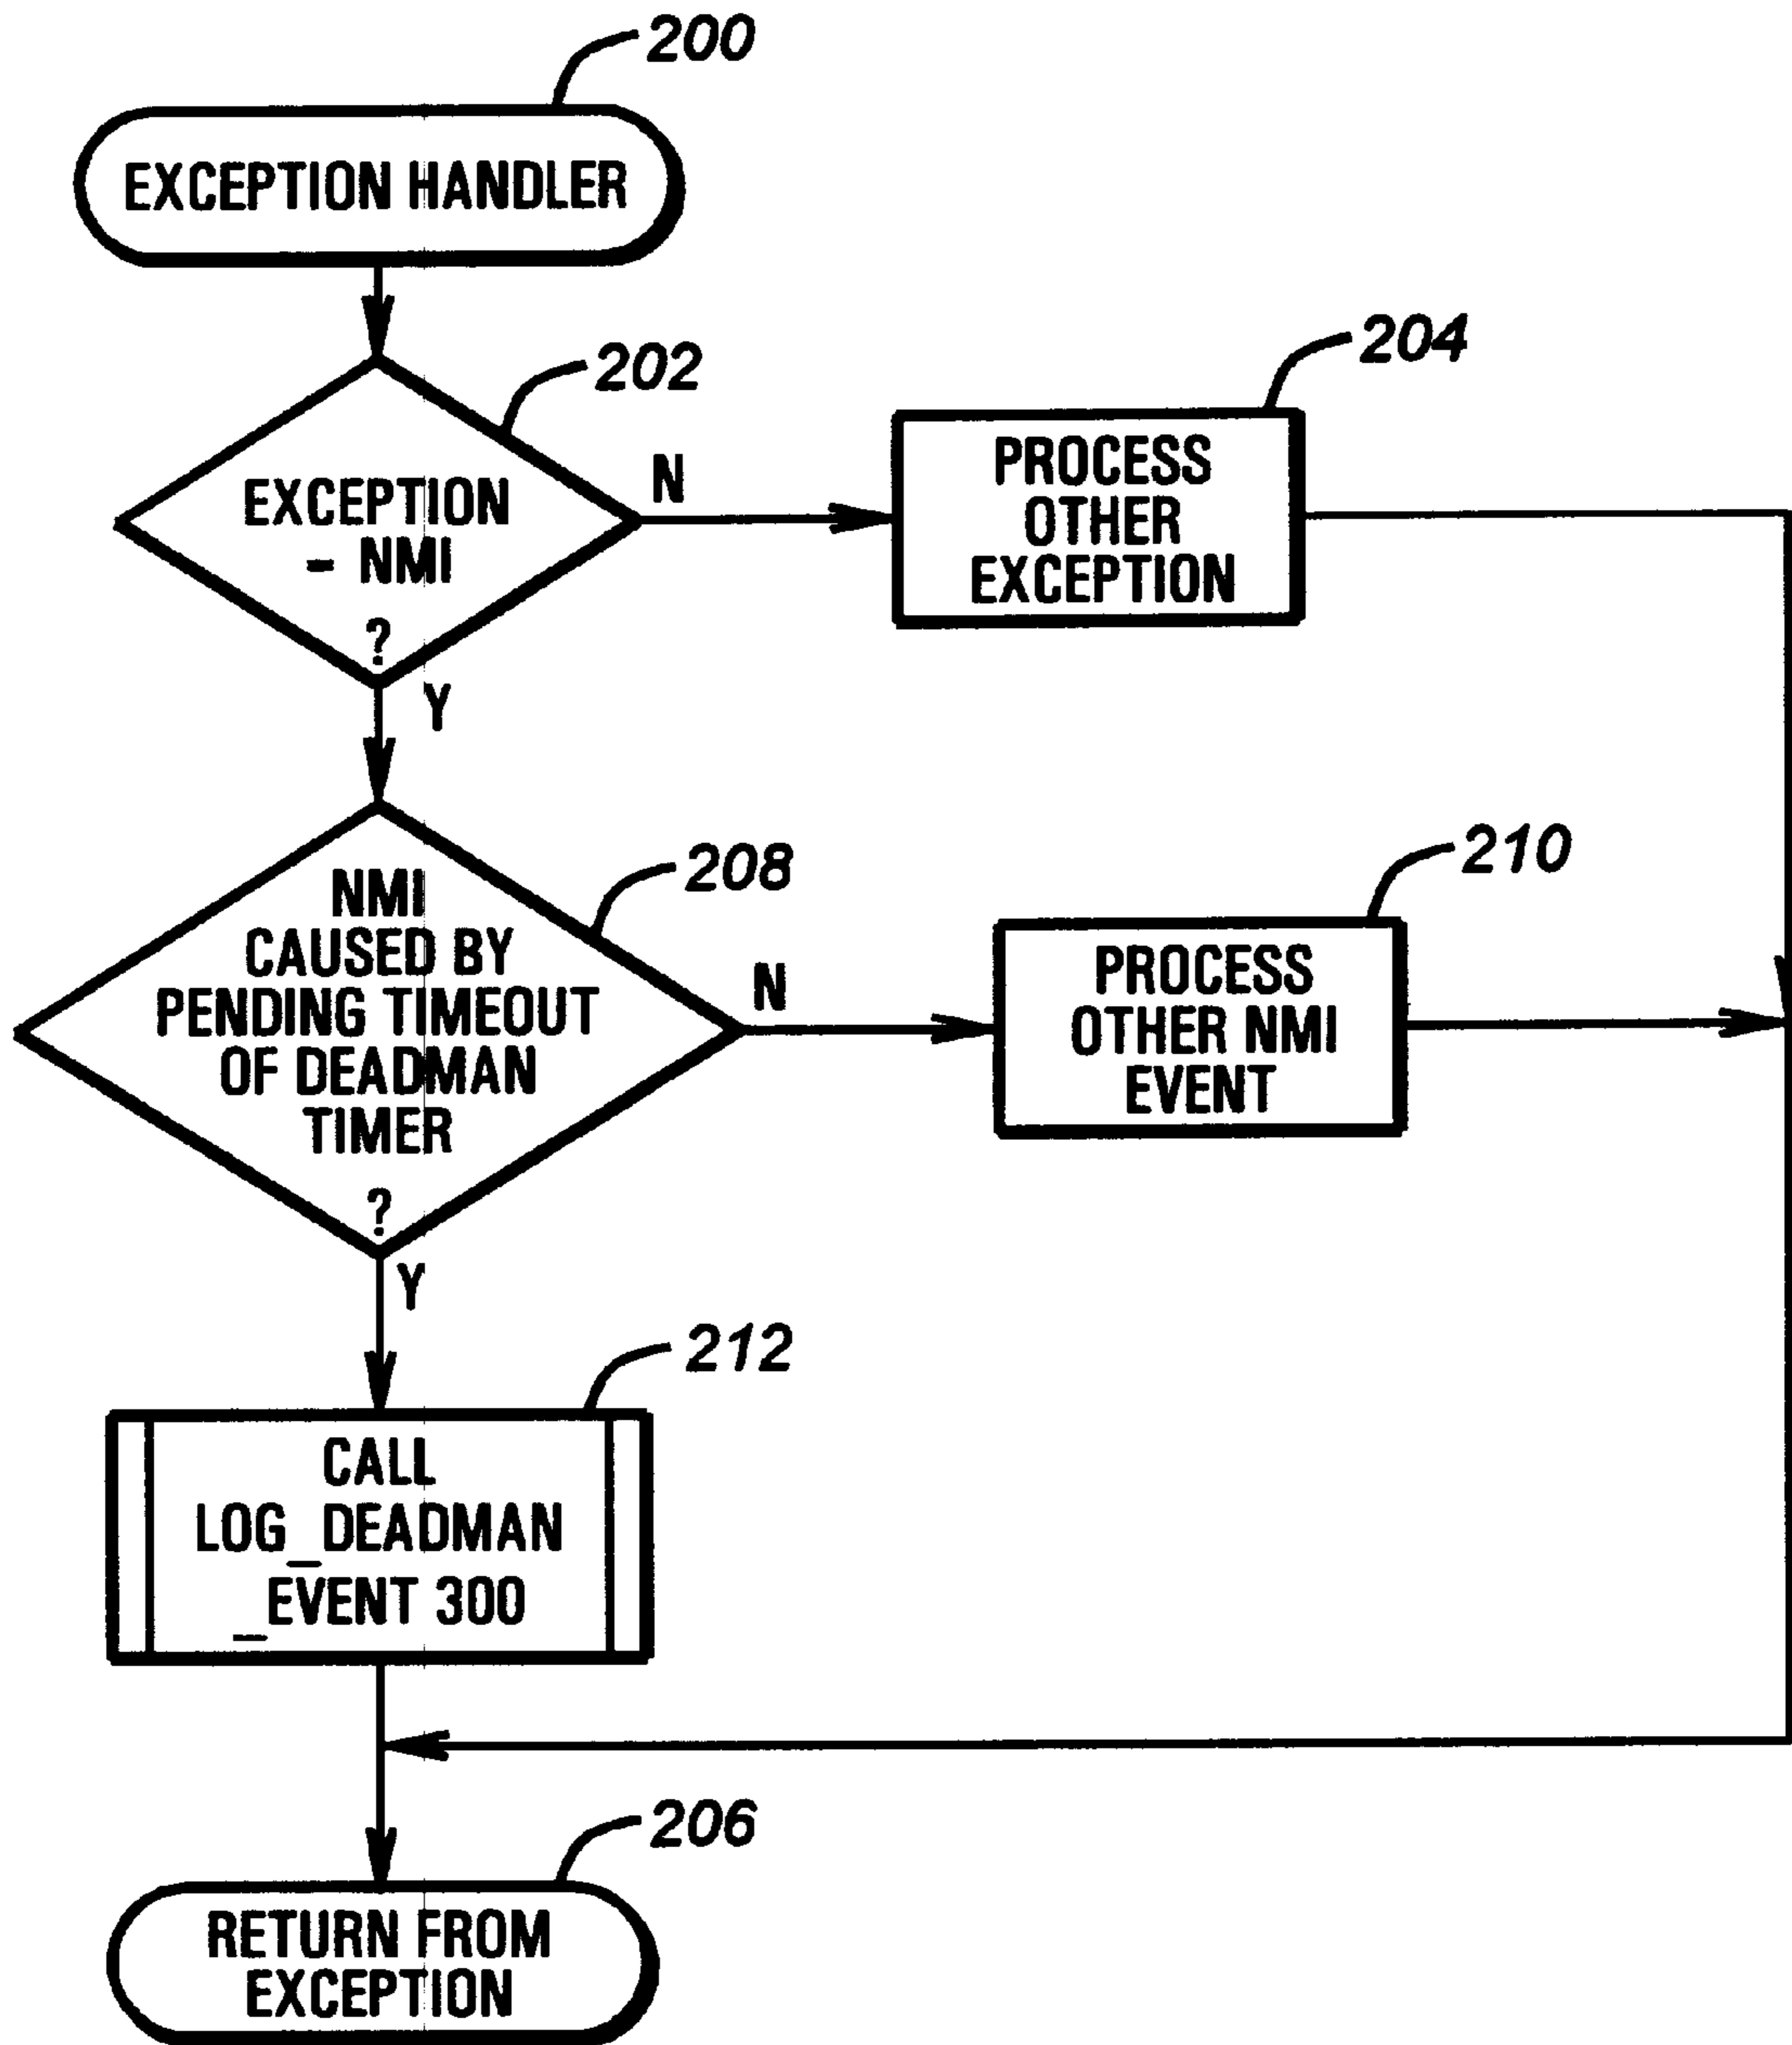 200
EXCEPTION HANDLER
202
EXCEPTION
= NMI
?
N
Y
204
PROCESS
OTHER
EXCEPTION
208
NMI
CAUSED BY
PENDING TIMEOUT
OF DEADMAN
TIMER
?
N
Y
210
PROCESS
OTHER NMI
EVENT
212
CALL
LOG_DEADMAN
_EVENT 300
206
RETURN FROM
EXCEPTION